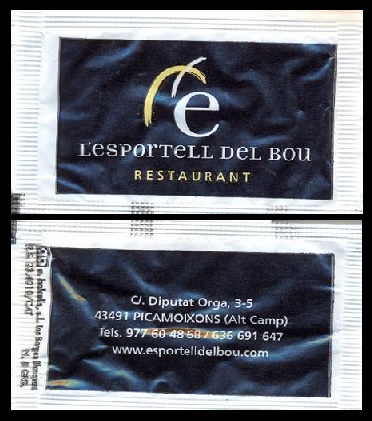 e
L'ESPORTELL DEL BOU
RESTAURANT
C/. Diputat Orga, 3-5
43491 PICAMOIXONS (Alt Camp)
Tels. 977 60 48 68 / 636 691 647
www.esportelldelbou.com